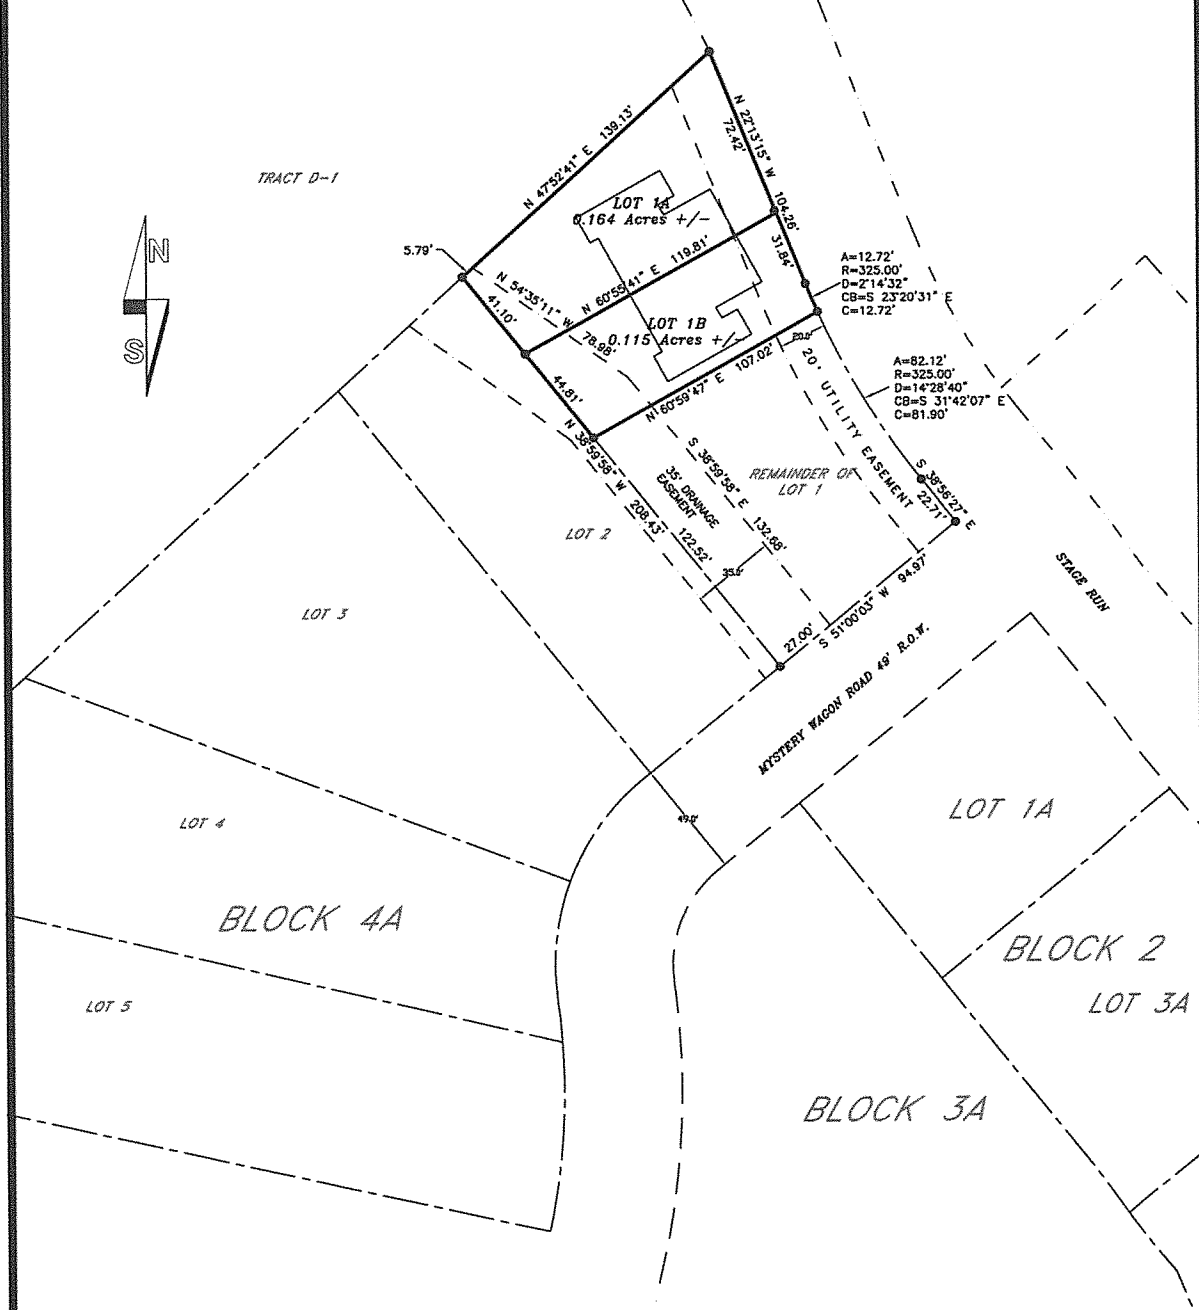 TRACT D-1
N
S
N 47°52'41" E 139.13'
N 22°13'15" W
72.42'
104.26'
31.84'
LOT 1A
0.164 Acres +/-
5.79'
N 54°35'11" W
78.98'
N 60°55'41" E 119.81'
41.10'
LOT 1B
0.115 Acres +/-
A=12.72'
R=325.00'
D=2°14'32"
CB=S 23°20'31" E
C=12.72'
20.0'
20' UTILITY EASEMENT
A=82.12'
R=325.00'
D=14°28'40"
CB=S 31°42'07" E
C=81.90'
44.81'
N 60°59'47" E 107.02'
N 38°59'58" W 208.43'
S 38°59'58" E 132.68'
35' DRAINAGE
EASEMENT
122.52'
35.0'
REMAINDER OF
LOT 1
S 38°56'27" E
22.71'
LOT 2
27.00'
S 51°00'03" W 94.97'
STAGE RUN
LOT 3
MYSTERY WAGON ROAD 49' R.O.W.
49.0'
LOT 4
LOT 1A
BLOCK 4A
BLOCK 2
LOT 5
LOT 3A
BLOCK 3A